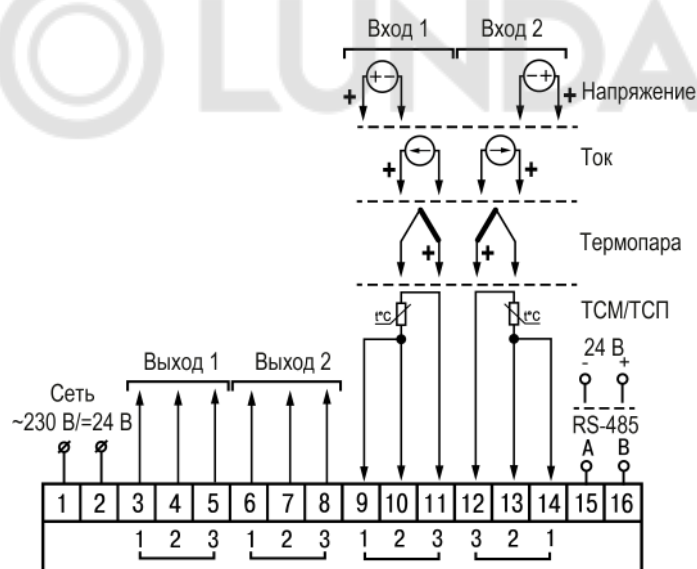 LUNDA
Вход 1 Вход 2
+ + - - + + Напряжение
+ + Ток
+ + Термопара
t°C t°C ТСМ/ТСП
Выход 1 Выход 2 24 В
- +
Сеть
~230 В/=24 В RS-485
A B
1 2 3 4 5 6 7 8 9 10 11 12 13 14 15 16
1 2 3 1 2 3 1 2 3 3 2 1